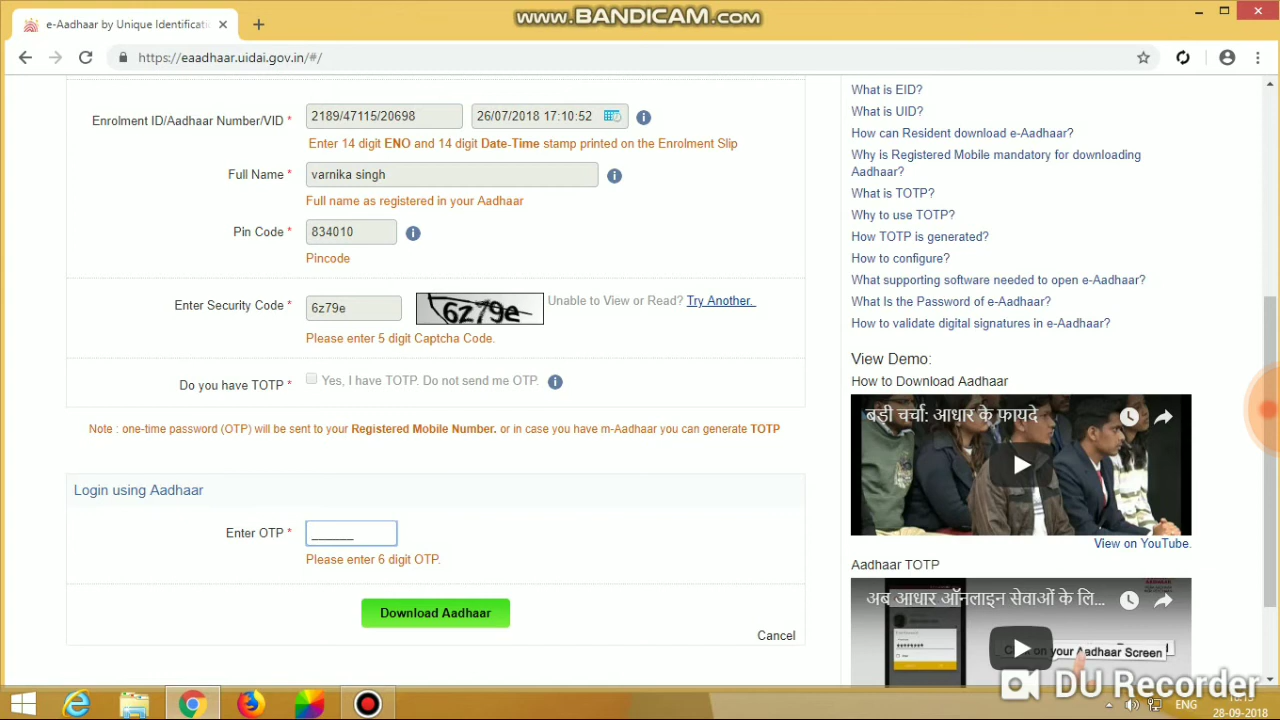 www.BANDICAM.com
e-Aadhaar by Unique Identificati
https://eaadhaar.uidai.gov.in/#/
Enrolment ID/Aadhaar Number/VID *
2189/47115/20698
26/07/2018 17:10:52
Enter 14 digit ENO and 14 digit Date-Time stamp printed on the Enrolment Slip
Full Name *
varnika singh
Full name as registered in your Aadhaar
Pin Code *
834010
Pincode
Enter Security Code *
6z79e
6z79e
Unable to View or Read? Try Another.
Please enter 5 digit Captcha Code.
Do you have TOTP *
Yes, I have TOTP. Do not send me OTP.
Note : one-time password (OTP) will be sent to your Registered Mobile Number. or in case you have m-Aadhaar you can generate TOTP
Login using Aadhaar
Enter OTP *
Please enter 6 digit OTP.
Download Aadhaar
Cancel
What is EID?
What is UID?
How can Resident download e-Aadhaar?
Why is Registered Mobile mandatory for downloading
Aadhaar?
What is TOTP?
Why to use TOTP?
How TOTP is generated?
How to configure?
What supporting software needed to open e-Aadhaar?
What Is the Password of e-Aadhaar?
How to validate digital signatures in e-Aadhaar?
View Demo:
How to Download Aadhaar
बडी चर्चा: आधार के फायदे
View on YouTube.
Aadhaar TOTP
अब आधार ऑनलाइन सेवाओं के लि...
your Aadhaar Screen
DU Recorder
ENG
28-09-2018